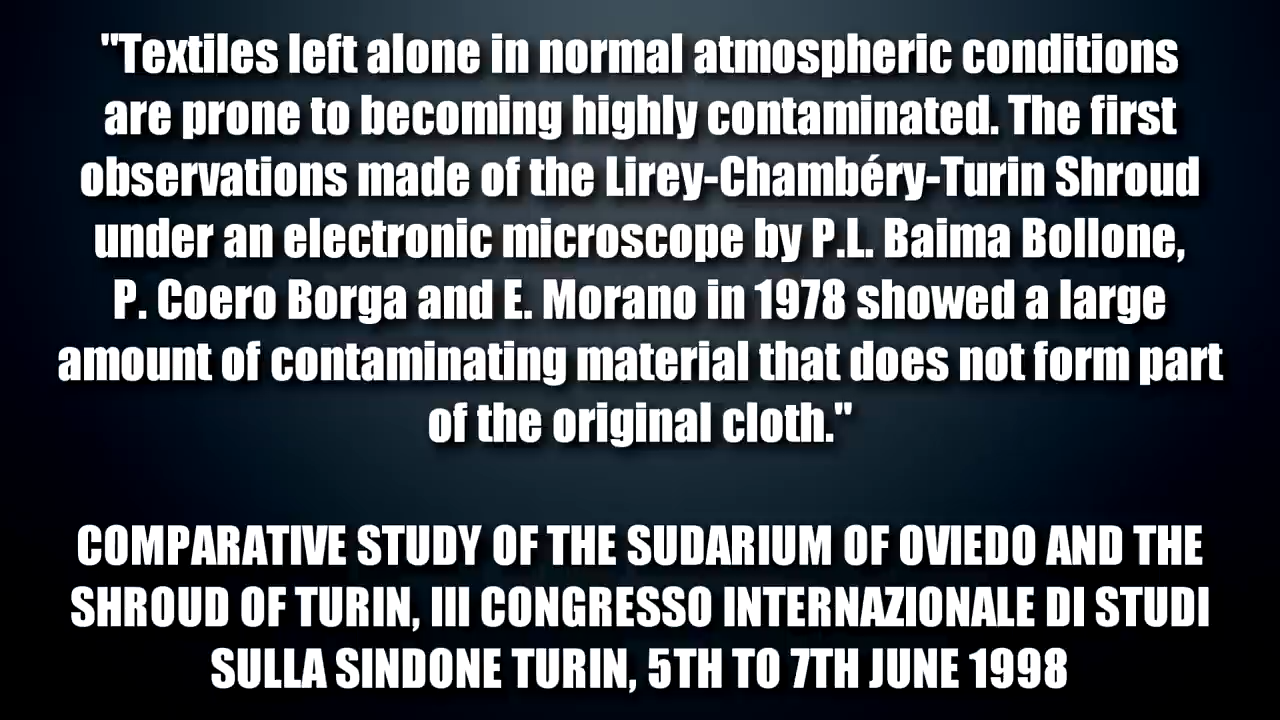 "Textiles left alone in normal atmospheric conditions
are prone to becoming highly contaminated. The first
observations made of the Lirey-Chambéry-Turin Shroud
under an electronic microscope by P.L. Baima Bollone,
P. Coero Borga and E. Morano in 1978 showed a large
amount of contaminating material that does not form part
of the original cloth."
COMPARATIVE STUDY OF THE SUDARIUM OF OVIEDO AND THE
SHROUD OF TURIN, III CONGRESSO INTERNAZIONALE DI STUDI
SULLA SINDONE TURIN, 5TH TO 7TH JUNE 1998